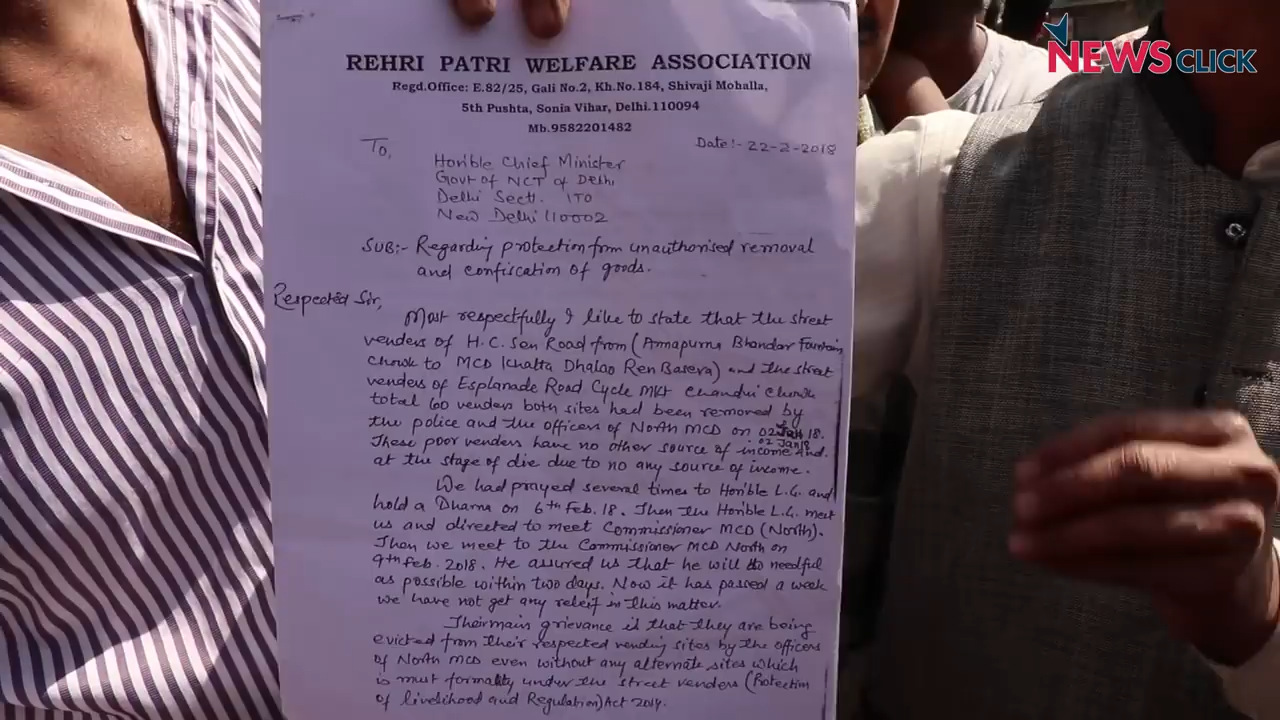 NEWSCLICK
REHRI PATRI WELFARE ASSOCIATION
Regd.Office: E.82/25, Gali No.2, Kh.No.184, Shivaji Mohalla,
5th Pushta, Sonia Vihar, Delhi.110094
Mb.9582201482
To,
Date:- 22-2-2018
Hon'ble Chief Minister
Govt of NCT of Delhi
Delhi Sectt. ITO
New Delhi 110002
SUB:- Regarding protection from unauthorised removal
and confiscation of goods.
Respected Sir,
Most respectfully I like to state that the street
venders of H.C. Sen Road from (Annapurna Bhandar Fountain
Chowk to MCD Khatta Dhalao Ren Basera) and the street
venders of Esplanade Road Cycle MKt Chandni Chowk
total 60 venders both sites had been removed by
the police and the officers of North MCD on 02 Jan 18.
02 Jan 18
These poor venders have no other source of income and.
at the stage of die due to no any source of income.
We had prayed several times to Hon'ble L.G. and
hold a Dharna on 6th Feb. 18. Then the Hon'ble L.G. meet
us and directed to meet Commissioner MCD (North).
Then we meet to the Commissioner MCD North on
9th Feb. 2018. He assured us that he will do needful
as possible within two days. Now it has passed a week
we have not get any releif in this matter.
Their main grievance is that they are being
evicted from their respected vending sites by the officers
of North MCD even without any alternate sites which
is must formality under the street venders (Protection
of livelihood and Regulation) Act 2014.